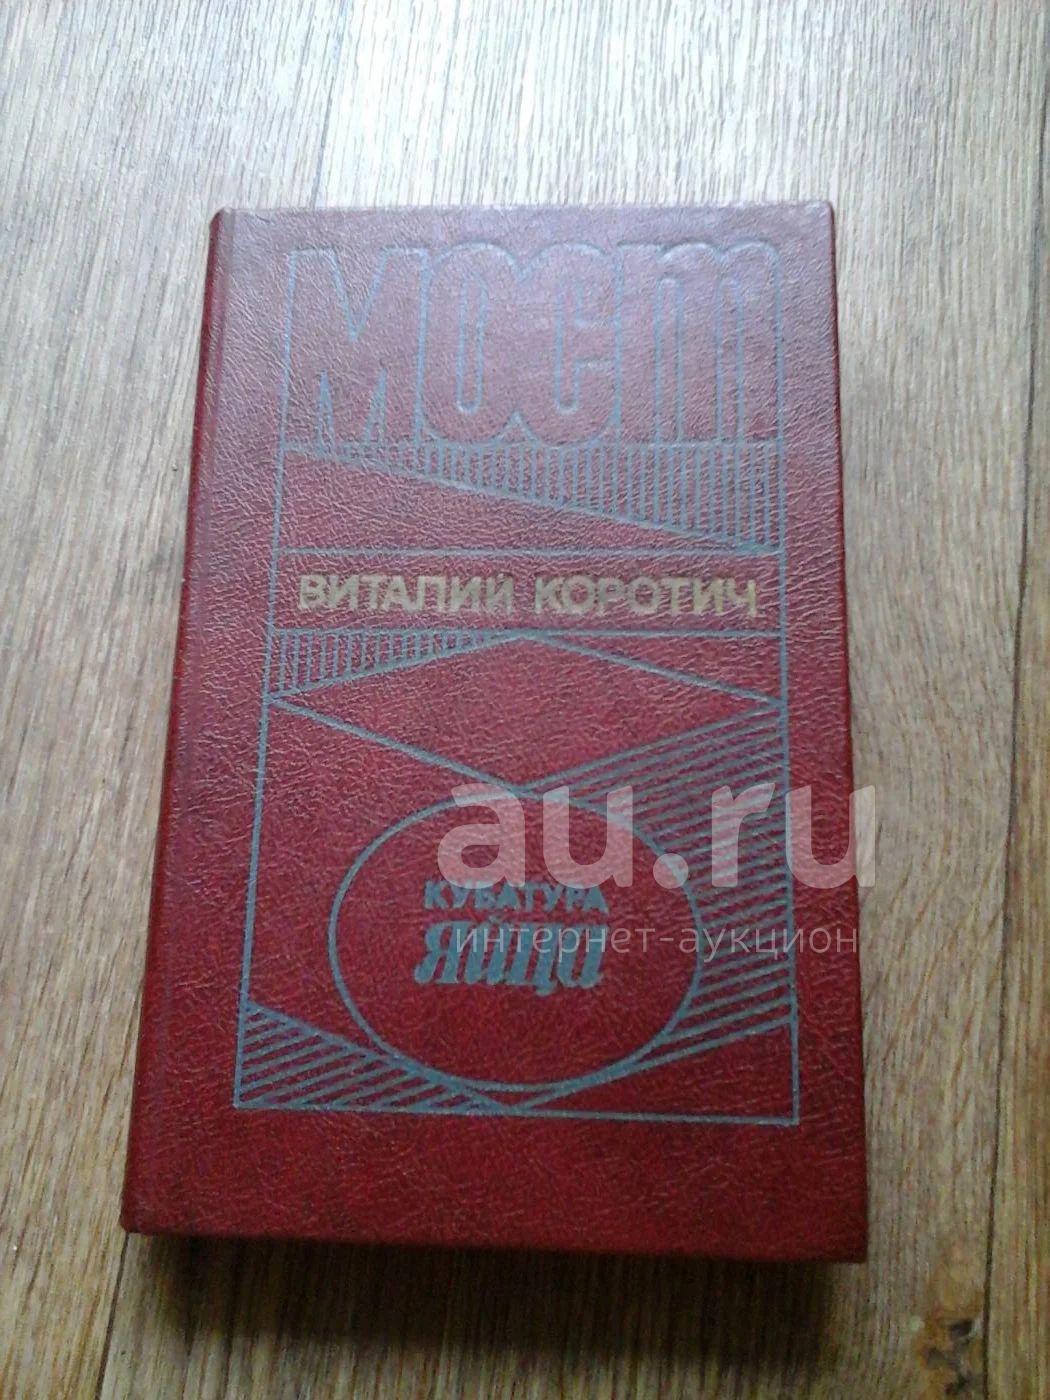 мост
ВИТАЛИЙ КОРОТИЧ
au.ru
КУБАТУРА
интернет-аукцион
яйца